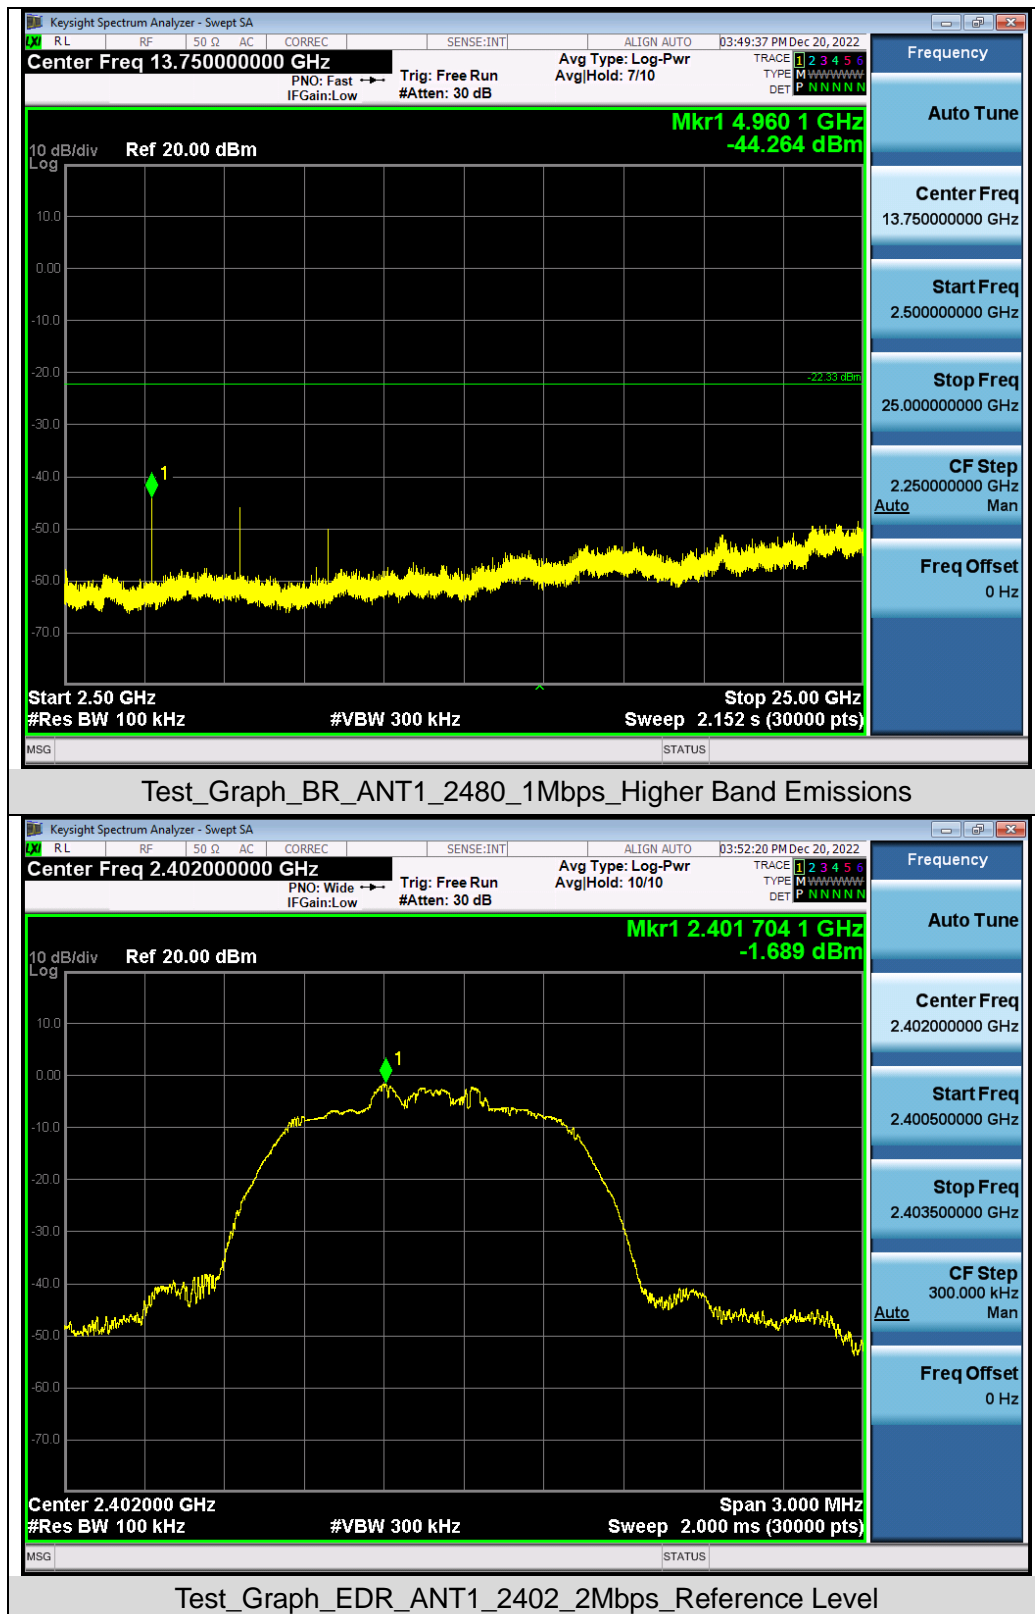 Keysight Spectrum Analyzer - Swept SA
LXI RL RF 50 Ω AC CORREC SENSE:INT ALIGN AUTO 03:49:37 PM Dec 20, 2022
Center Freq 13.750000000 GHz
PNO: Fast
IFGain:Low
Trig: Free Run
#Atten: 30 dB
Avg Type: Log-Pwr
Avg|Hold: 7/10
TRACE 1 2 3 4 5 6
TYPE M WWWWW
DET P N N N N N
Mkr1 4.960 1 GHz
-44.264 dBm
10 dB/div
Log
Ref 20.00 dBm
10.0
0.00
-10.0
-20.0
-22.33 dBm
-30.0
-40.0
1
-50.0
-60.0
-70.0
Start 2.50 GHz
Stop 25.00 GHz
#Res BW 100 kHz
#VBW 300 kHz
Sweep 2.152 s (30000 pts)
MSG
STATUS
Frequency
Auto Tune
Center Freq
13.750000000 GHz
Start Freq
2.500000000 GHz
Stop Freq
25.000000000 GHz
CF Step
2.250000000 GHz
Auto Man
Freq Offset
0 Hz
Test_Graph_BR_ANT1_2480_1Mbps_Higher Band Emissions
Keysight Spectrum Analyzer - Swept SA
LXI RL RF 50 Ω AC CORREC SENSE:INT ALIGN AUTO 03:52:20 PM Dec 20, 2022
Center Freq 2.402000000 GHz
PNO: Wide
IFGain:Low
Trig: Free Run
#Atten: 30 dB
Avg Type: Log-Pwr
Avg|Hold: 10/10
TRACE 1 2 3 4 5 6
TYPE M WWWWW
DET P N N N N N
Mkr1 2.401 704 1 GHz
-1.689 dBm
10 dB/div
Log
Ref 20.00 dBm
10.0
0.00
1
-10.0
-20.0
-30.0
-40.0
-50.0
-60.0
-70.0
Center 2.402000 GHz
Span 3.000 MHz
#Res BW 100 kHz
#VBW 300 kHz
Sweep 2.000 ms (30000 pts)
MSG
STATUS
Frequency
Auto Tune
Center Freq
2.402000000 GHz
Start Freq
2.400500000 GHz
Stop Freq
2.403500000 GHz
CF Step
300.000 kHz
Auto Man
Freq Offset
0 Hz
Test_Graph_EDR_ANT1_2402_2Mbps_Reference Level